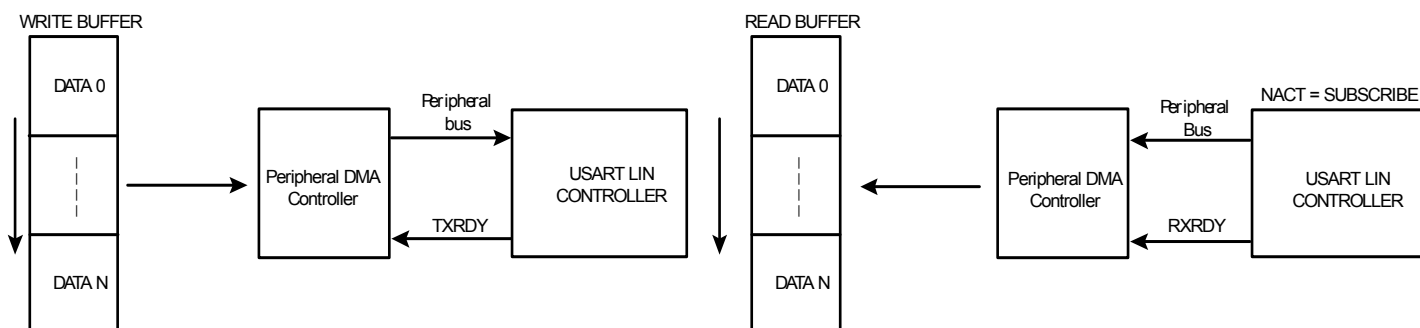 WRITE BUFFER
DATA 0
DATA N
Peripheral DMA
Controller
Peripheral
bus
TXRDY
USART LIN
CONTROLLER
READ BUFFER
DATA 0
DATA N
Peripheral DMA
Controller
Peripheral
Bus
RXRDY
NACT = SUBSCRIBE
USART LIN
CONTROLLER